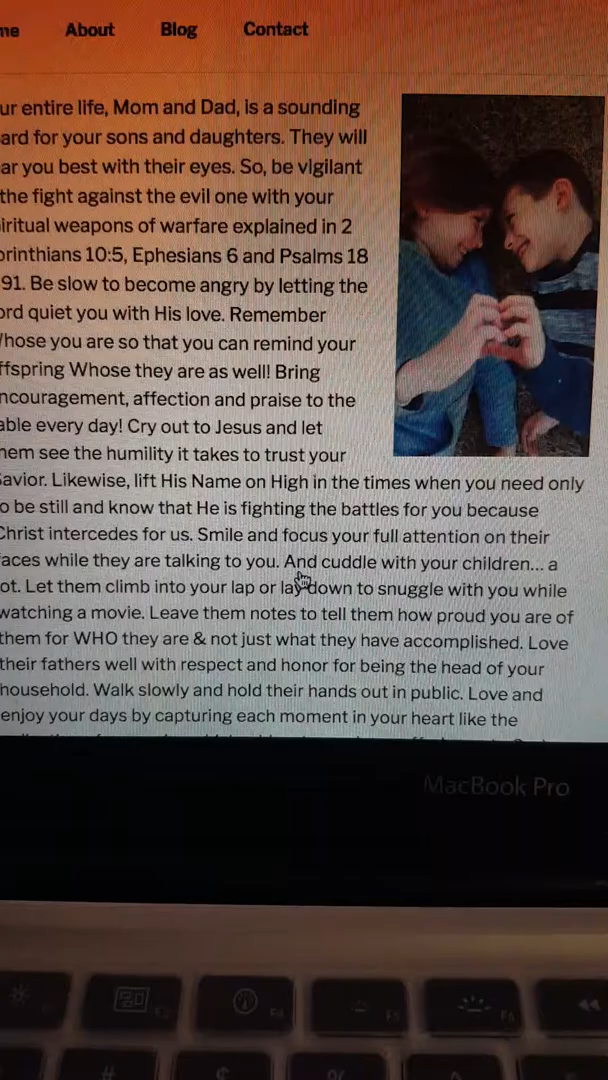 me About Blog Contact
ur entire life, Mom and Dad, is a sounding
ard for your sons and daughters. They will
ar you best with their eyes. So, be vigilant
the fight against the evil one with your
iritual weapons of warfare explained in 2
orinthians 10:5, Ephesians 6 and Psalms 18
91. Be slow to become angry by letting the
ord quiet you with His love. Remember
Whose you are so that you can remind your
ffspring Whose they are as well! Bring
ncouragement, affection and praise to the
able every day! Cry out to Jesus and let
hem see the humility it takes to trust your
Savior. Likewise, lift His Name on High in the times when you need only
o be still and know that He is fighting the battles for you because
Christ intercedes for us. Smile and focus your full attention on their
faces while they are talking to you. And cuddle with your children... a
ot. Let them climb into your lap or lay down to snuggle with you while
watching a movie. Leave them notes to tell them how proud you are of
them for WHO they are & not just what they have accomplished. Love
their fathers well with respect and honor for being the head of your
household. Walk slowly and hold their hands out in public. Love and
enjoy your days by capturing each moment in your heart like the
MacBook Pro
F3 F4 F5 F6
# % ^